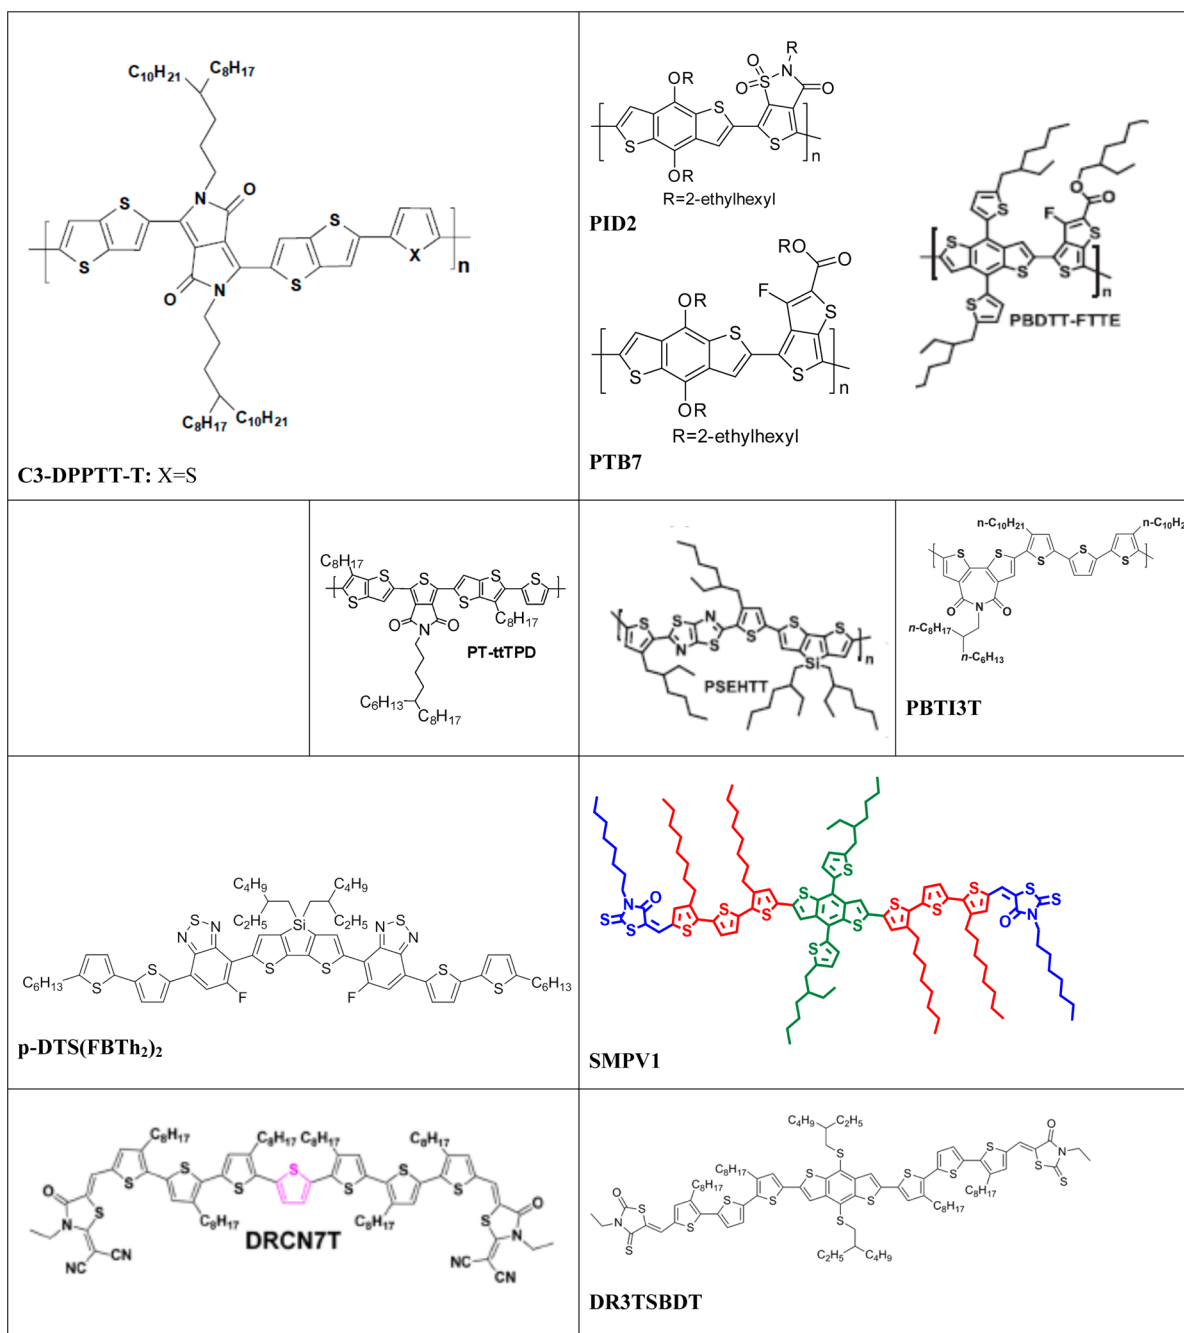 C₁₀H₂₁ C₈H₁₇
N O
S S S
X
S O N n
C₈H₁₇ C₁₀H₂₁
C3-DPPTT-T: X=S
R
O S N
O O
OR
S
S S n
OR
R=2-ethylhexyl
PID2
RO O
F
OR
S S
S S n
OR
R=2-ethylhexyl
PTB7
O O
S F
S S
S S n
S
PBDTT-FTTE
C₈H₁₇
S S S S
S S n
O N O C₈H₁₇
PT-ttTPD
C₆H₁₃
C₈H₁₇
S N S S S S
N S Si n
PSEHTT
n-C₁₀H₂₁ n-C₁₀H₂
S S S S
S n
O N O
n-C₈H₁₇
n-C₆H₁₃
PBTI3T
C₄H₉ C₄H₉
C₂H₅ C₂H₅
S Si S
N N N N
S S S S
C₆H₁₃ S F F S C₆H₁₃
p-DTS(FBTh₂)₂
S
N O S S S S S
S S S S S S O N
S
SMPV1
C₈H₁₇ C₈H₁₇ C₈H₁₇ C₈H₁₇
S S S S S S S
O S O
N C₈H₁₇ C₈H₁₇ S N
NC CN NC CN
DRCN7T
C₄H₉ C₂H₅
S
C₈H₁₇
C₈H₁₇ S S S S O
O S S N
N S S S S S
S C₈H₁₇ C₈H₁₇ S
S
C₂H₅ C₄H₉
DR3TSBDT